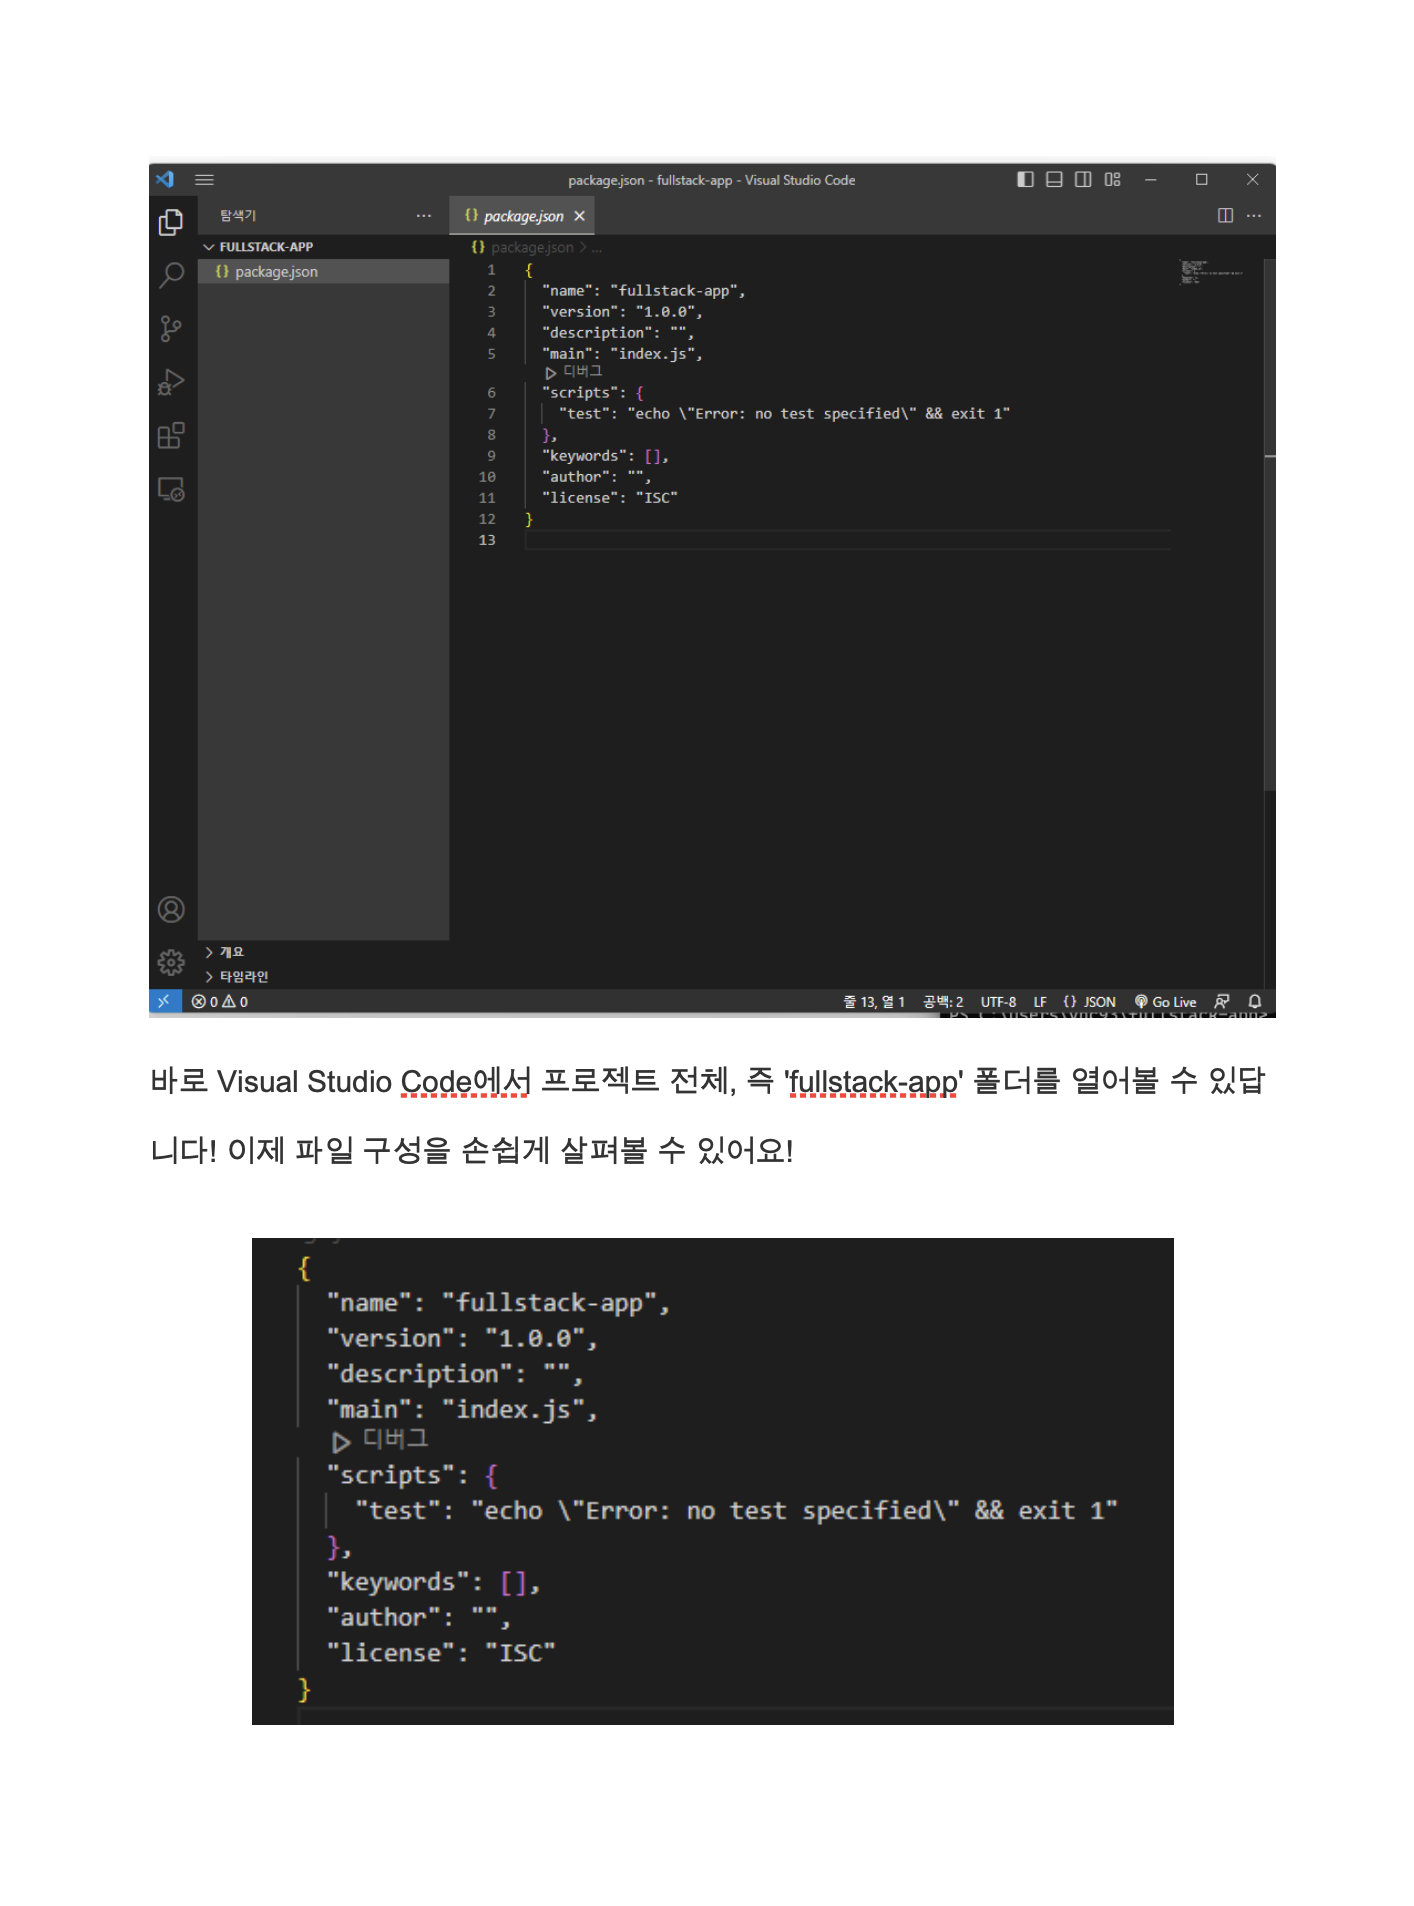 package.json - fullstack-app - Visual Studio Code
탐색기
package.json
FULLSTACK-APP
package.json > ...
package.json
1 {
2 "name": "fullstack-app",
3 "version": "1.0.0",
4 "description": "",
5 "main": "index.js",
디버그
6 "scripts": {
7 "test": "echo \"Error: no test specified\" && exit 1"
8 },
9 "keywords": [],
10 "author": "",
11 "license": "ISC"
12 }
13
개요
타임라인
0 0 줄 13, 열 1 공백: 2 UTF-8 LF {} JSON Go Live
PS C:\Users\vnc93\fullstack-app>
바로 Visual Studio Code에서 프로젝트 전체, 즉 'fullstack-app' 폴더를 열어볼 수 있답
니다! 이제 파일 구성을 손쉽게 살펴볼 수 있어요!
{
"name": "fullstack-app",
"version": "1.0.0",
"description": "",
"main": "index.js",
디버그
"scripts": {
"test": "echo \"Error: no test specified\" && exit 1"
},
"keywords": [],
"author": "",
"license": "ISC"
}